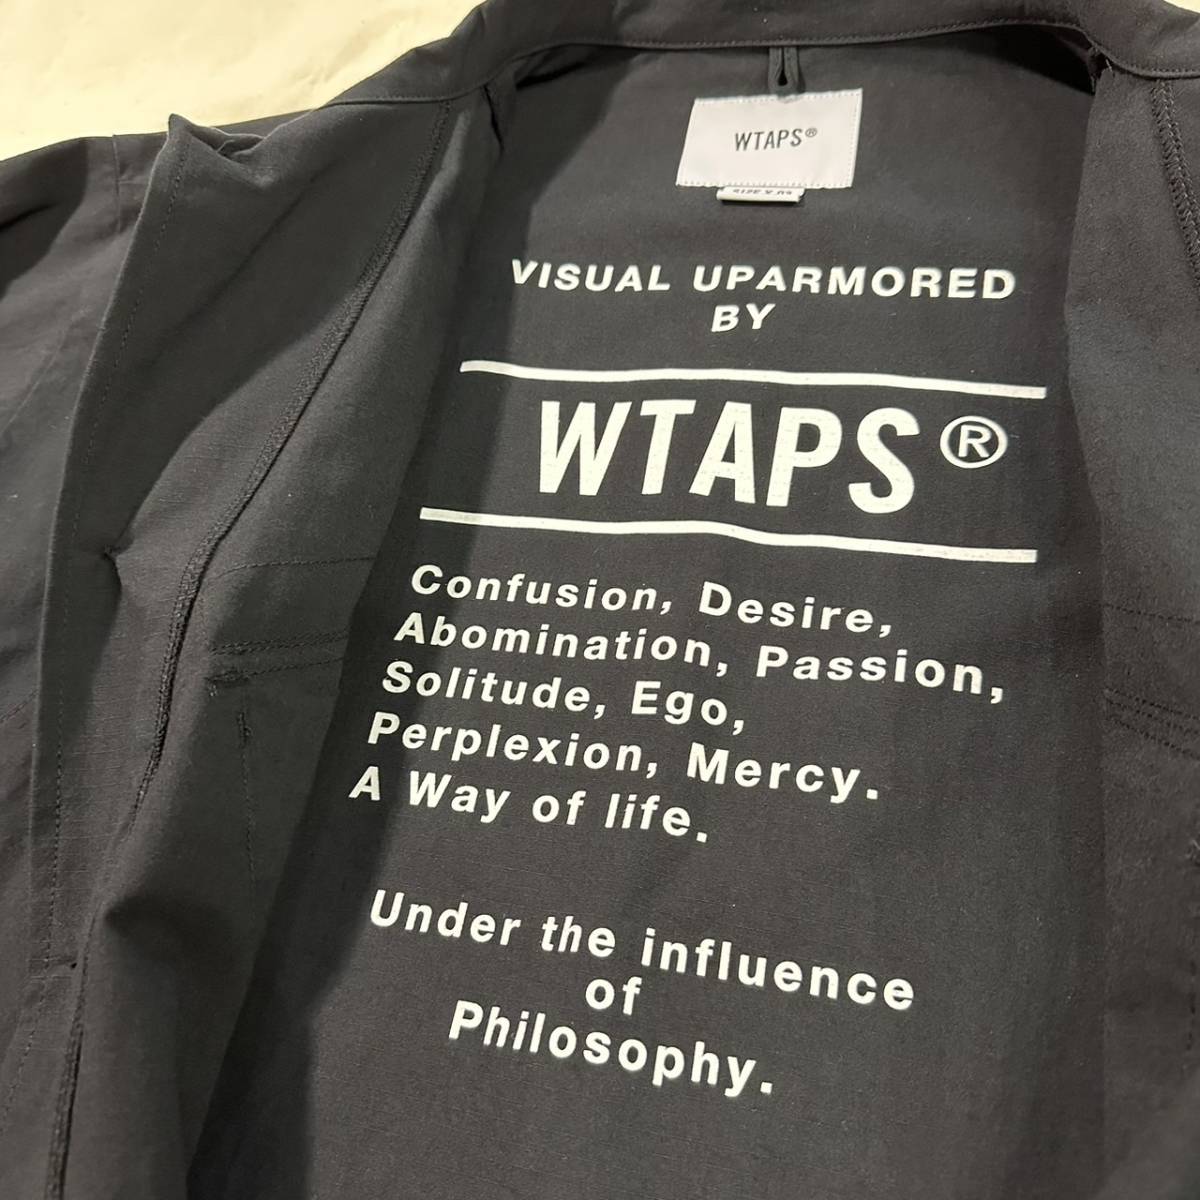 WTAPS®
VISUAL UPARMORED
BY
WTAPS®
Confusion, Desire,
Abomination, Passion,
Solitude, Ego,
Perplexion, Mercy.
A Way of life.
Under the influence
of
Philosophy.